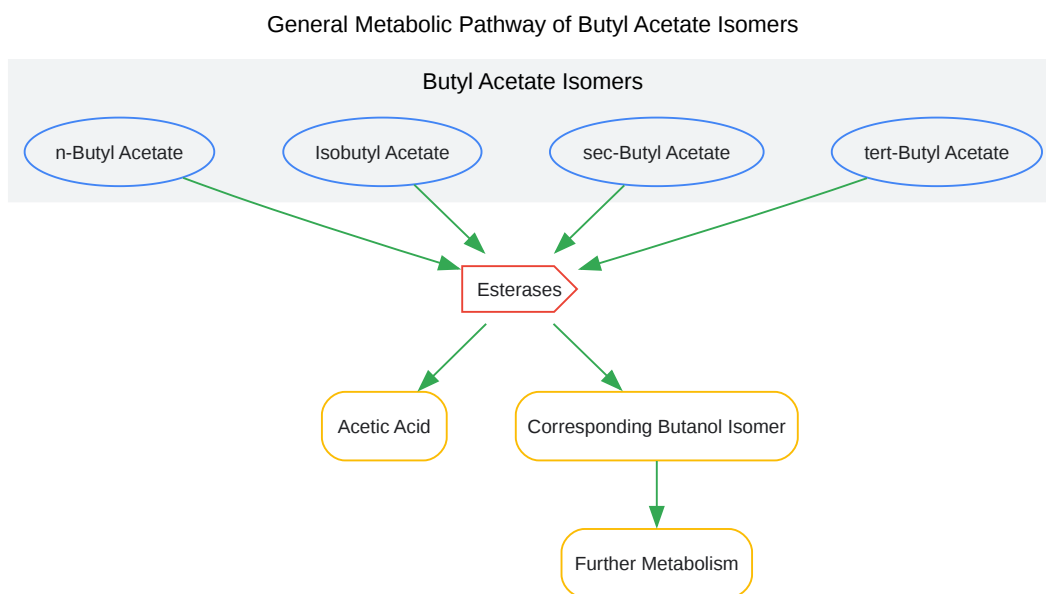 General Metabolic Pathway of Butyl Acetate Isomers
Butyl Acetate Isomers
n-Butyl Acetate
Isobutyl Acetate
sec-Butyl Acetate
tert-Butyl Acetate
Esterases
Acetic Acid
Corresponding Butanol Isomer
Further Metabolism